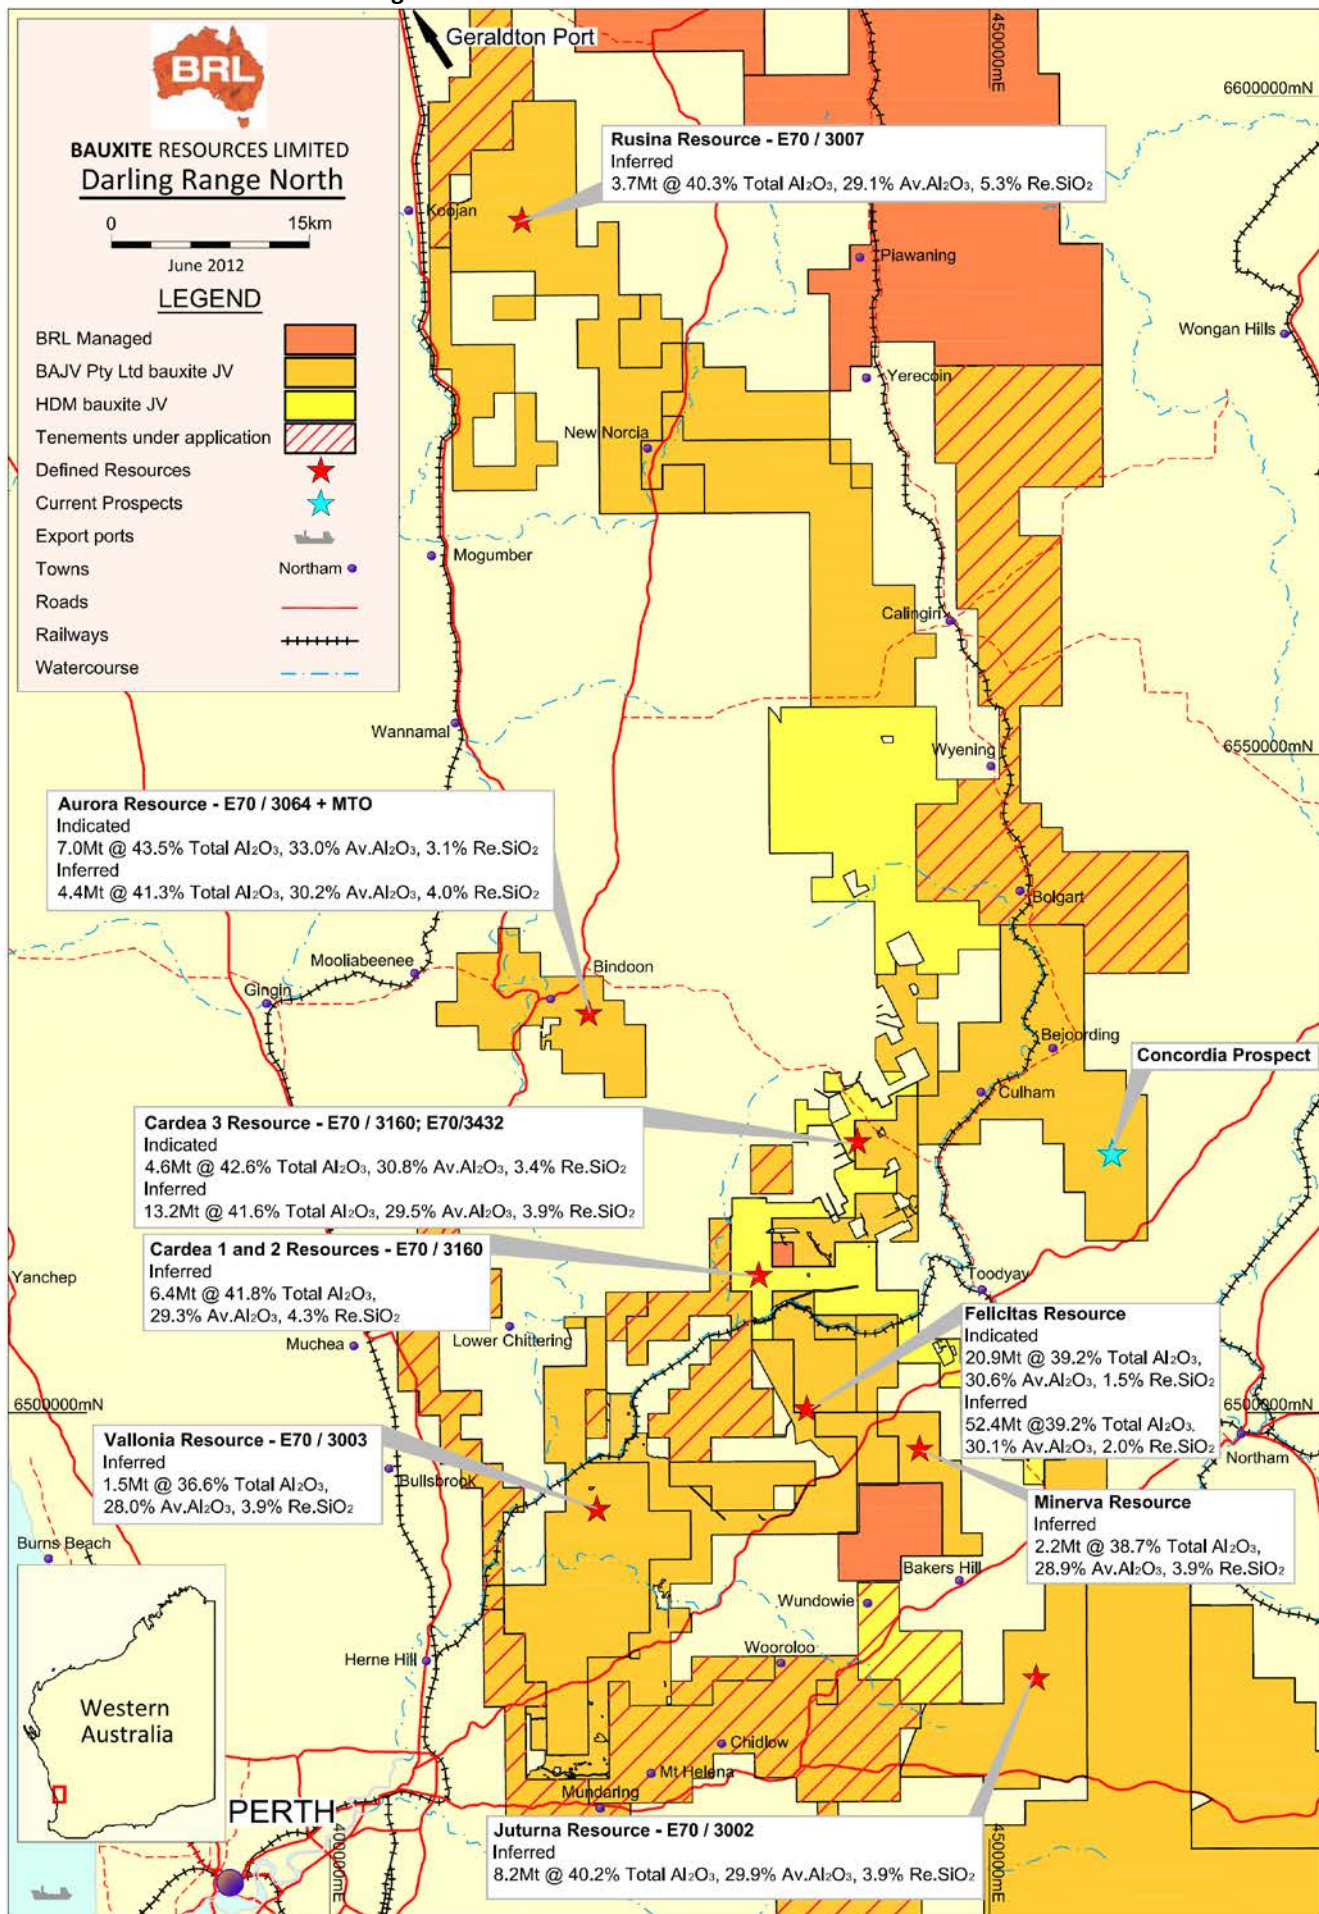 Geraldton Port
450000mE
6600000mN
BRL
BAUXITE RESOURCES LIMITED
Darling Range North
0 15km
June 2012
LEGEND
BRL Managed
BAJV Pty Ltd bauxite JV
HDM bauxite JV
Tenements under application
Defined Resources
Current Prospects
Export ports
Towns Northam
Roads
Railways
Watercourse
Rusina Resource - E70 / 3007
Inferred
3.7Mt @ 40.3% Total Al₂O₃, 29.1% Av.Al₂O₃, 5.3% Re.SiO₂
Koojan
Piawaning
Wongan Hills
Yerecoin
New Norcia
Mogumber
Calingiri
Wannamal
Wyening
6550000mN
Aurora Resource - E70 / 3064 + MTO
Indicated
7.0Mt @ 43.5% Total Al₂O₃, 33.0% Av.Al₂O₃, 3.1% Re.SiO₂
Inferred
4.4Mt @ 41.3% Total Al₂O₃, 30.2% Av.Al₂O₃, 4.0% Re.SiO₂
Bolgart
Mooliabeenee
Bindoon
Gingin
Bejoording
Concordia Prospect
Culham
Cardea 3 Resource - E70 / 3160; E70/3432
Indicated
4.6Mt @ 42.6% Total Al₂O₃, 30.8% Av.Al₂O₃, 3.4% Re.SiO₂
Inferred
13.2Mt @ 41.6% Total Al₂O₃, 29.5% Av.Al₂O₃, 3.9% Re.SiO₂
Cardea 1 and 2 Resources - E70 / 3160
Inferred
6.4Mt @ 41.8% Total Al₂O₃,
29.3% Av.Al₂O₃, 4.3% Re.SiO₂
Yanchep
Toodyay
Lower Chittering
Muchea
Felicitas Resource
Indicated
20.9Mt @ 39.2% Total Al₂O₃,
30.6% Av.Al₂O₃, 1.5% Re.SiO₂
Inferred
52.4Mt @39.2% Total Al₂O₃,
30.1% Av.Al₂O₃, 2.0% Re.SiO₂
6500000mN
6500000mN
Vallonia Resource - E70 / 3003
Inferred
1.5Mt @ 36.6% Total Al₂O₃,
28.0% Av.Al₂O₃, 3.9% Re.SiO₂
Bullsbrook
Northam
Minerva Resource
Inferred
2.2Mt @ 38.7% Total Al₂O₃,
28.9% Av.Al₂O₃, 3.9% Re.SiO₂
Burns Beach
Bakers Hill
Wundowie
Wooroloo
Herne Hill
Western
Australia
Chidlow
Mt Helena
Mundaring
PERTH
400000mE
450000mE
Juturna Resource - E70 / 3002
Inferred
8.2Mt @ 40.2% Total Al₂O₃, 29.9% Av.Al₂O₃, 3.9% Re.SiO₂